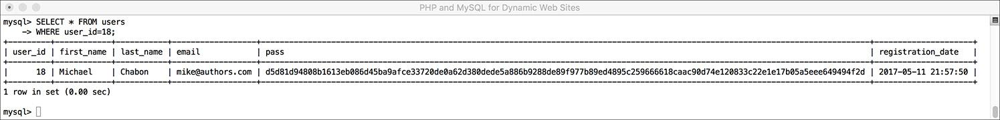 PHP and MySQL for Dynamic Web Sites
mysql> SELECT * FROM users
    -> WHERE user_id=18;
+---------+------------+-----------+------------------+----------------------------------------------------------------------------------------------------------------------------------+---------------------+
| user_id | first_name | last_name | email            | pass                                                                                                                             | registration_date   |
+---------+------------+-----------+------------------+----------------------------------------------------------------------------------------------------------------------------------+---------------------+
|      18 | Michael    | Chabon    | mike@authors.com | d5d81d94808b1613eb086d45ba9afce33720de0a62d380dede5a886b9288de89f977b89ed4895c259666618caac90d74e120833c22e1e17b05a5eee649494f2d | 2017-05-11 21:57:50 |
+---------+------------+-----------+------------------+----------------------------------------------------------------------------------------------------------------------------------+---------------------+
1 row in set (0.00 sec)
mysql>